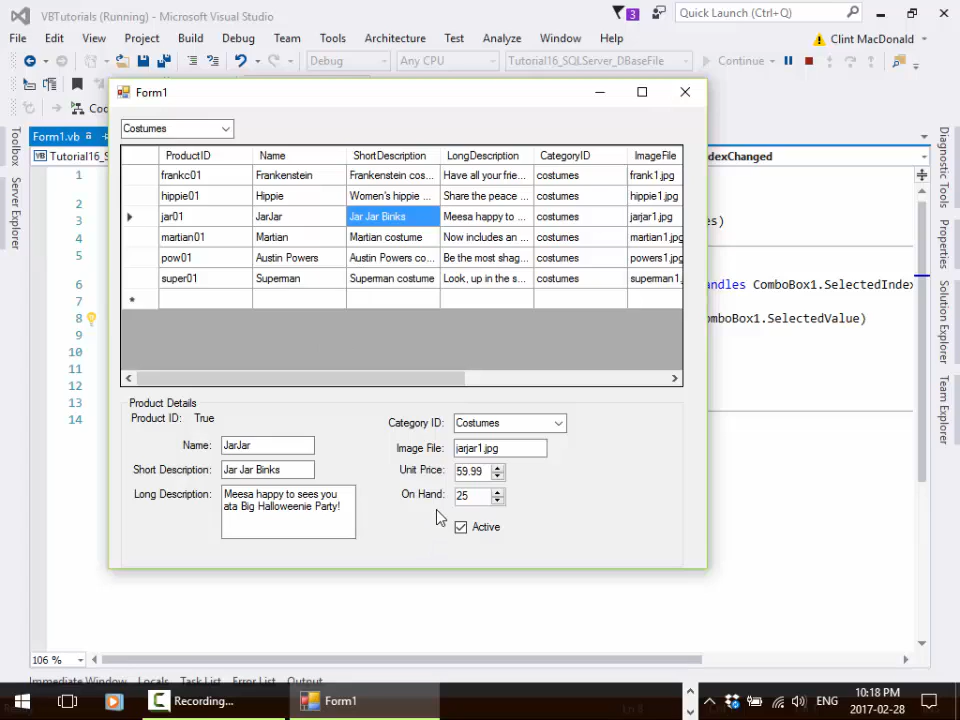 VBTutorials (Running) - Microsoft Visual Studio
3
Quick Launch (Ctrl+Q)
File Edit View Project Build Debug Team Tools Architecture Test Analyze Window Help
Clint MacDonald
Debug Any CPU Tutorial16_SQLServer_DBaseFile Continue
Form1
Form1.vb
Tutorial16_S
Toolbox
Server Explorer
Costumes
ProductID Name ShortDescription LongDescription CategoryID ImageFile
frankc01 Frankenstein Frankenstein cos... Have all your frie... costumes frank1.jpg
hippie01 Hippie Women's hippie ... Share the peace ... costumes hippie1.jpg
jar01 JarJar Jar Jar Binks Meesa happy to ... costumes jarjar1.jpg
martian01 Martian Martian costume Now includes an ... costumes martian1.jpg
pow01 Austin Powers Austin Powers co... Be the most shag... costumes powers1.jpg
super01 Superman Superman costume Look, up in the s... costumes superman1.
*
Product Details
Product ID: True
Name: JarJar
Short Description: Jar Jar Binks
Long Description: Meesa happy to sees you
ata Big Halloweenie Party!
Category ID: Costumes
Image File: jarjar1.jpg
Unit Price: 59.99
On Hand: 25
Active
1
2
3
4
5
6
7
8
9
10
11
12
13
14
dexChanged
es)
andles ComboBox1.SelectedIndex
omboBox1.SelectedValue)
Diagnostic Tools
Properties
Solution Explorer
Team Explorer
106 %
Immediate Window Locals Task List Error List Output
Recording...
Form1
ENG
10:18 PM
2017-02-28